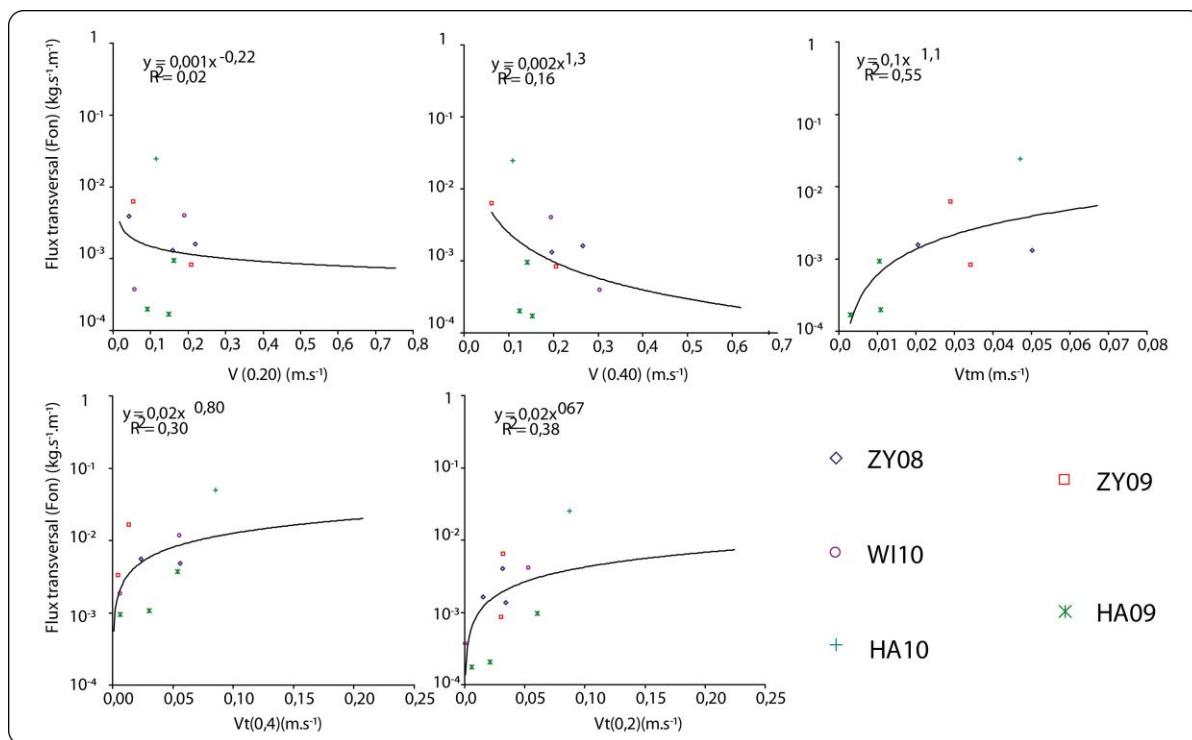 y = 0,001x^-0,22
R² = 0,02
1
10⁻¹
10⁻²
10⁻³
10⁻⁴
Flux transversal (Fon) (kg.s⁻¹.m⁻¹)
0,0 0,1 0,2 0,3 0,4 0,5 0,6 0,7 0,8
V (0.20) (m.s⁻¹)
y = 0,002x^1,3
R² = 0,16
1
10⁻¹
10⁻²
10⁻³
10⁻⁴
0,0 0,1 0,2 0,3 0,4 0,5 0,6 0,7
V (0.40) (m.s⁻¹)
y = 0,1x^1,1
R² = 0,55
1
10⁻¹
10⁻²
10⁻³
10⁻⁴
0,00 0,01 0,02 0,03 0,04 0,05 0,06 0,07 0,08
Vtm (m.s⁻¹)
y = 0,02x^0,80
R² = 0,30
1
10⁻¹
10⁻²
10⁻³
10⁻⁴
Flux transversal (Fon) (kg.s⁻¹.m⁻¹)
0,00 0,05 0,10 0,15 0,20 0,25
Vt(0,4)(m.s⁻¹)
y = 0,02x^067
R² = 0,38
1
10⁻¹
10⁻²
10⁻³
10⁻⁴
0,00 0,05 0,10 0,15 0,20 0,25
Vt(0,2)(m.s⁻¹)
ZY08
ZY09
WI10
HA09
HA10